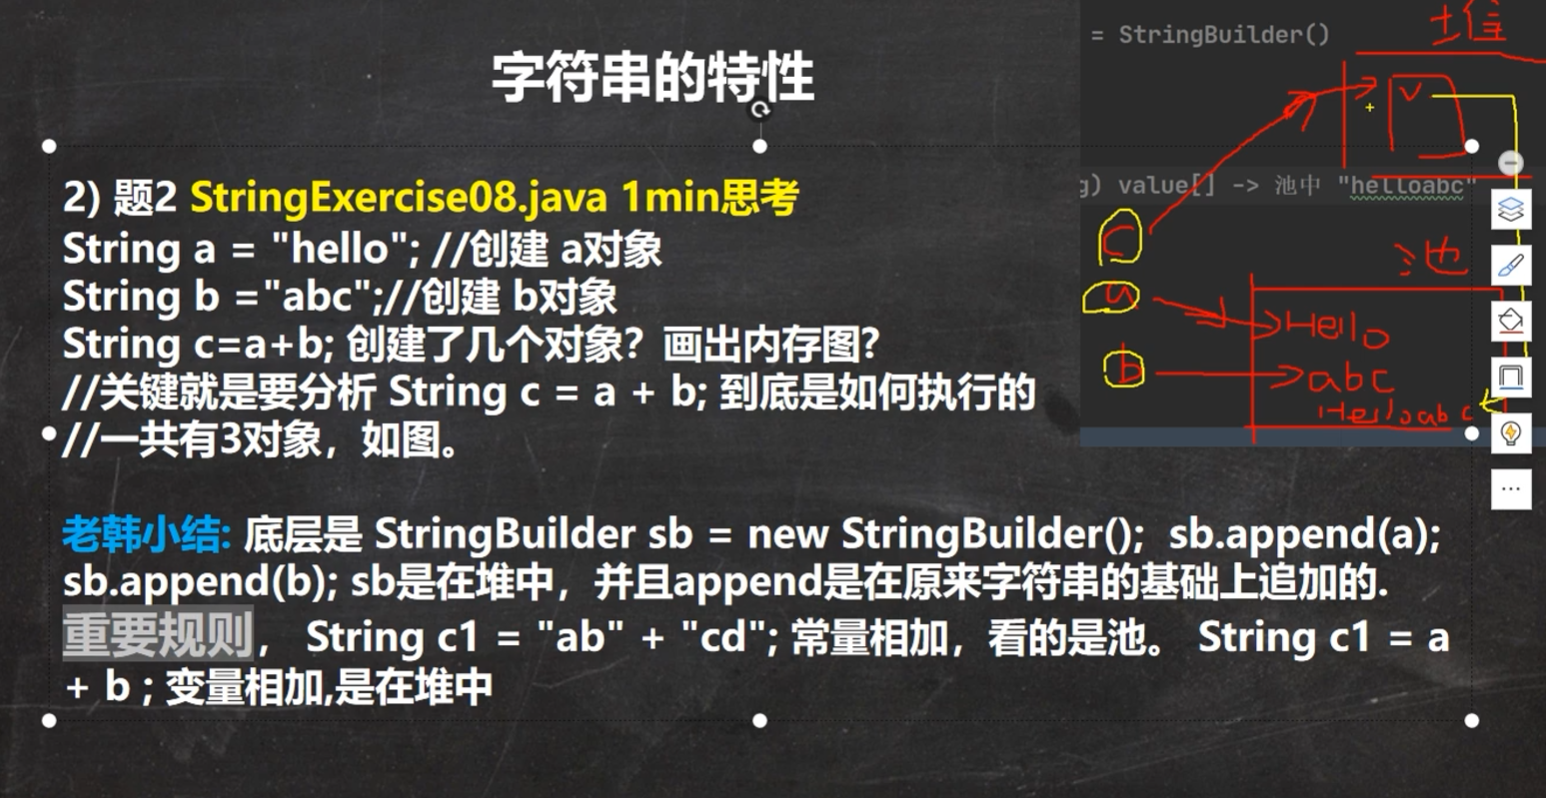 字符串的特性
= StringBuilder()
堆
v
g) value[] -> 池中 "helloabc"
c
池
a
Hello
b
abc
Helloabc
2) 题2 StringExercise08.java 1min思考
String a = "hello"; //创建 a对象
String b ="abc";//创建 b对象
String c=a+b; 创建了几个对象？画出内存图?
//关键就是要分析 String c = a + b; 到底是如何执行的
//一共有3对象，如图。
老韩小结: 底层是 StringBuilder sb = new StringBuilder(); sb.append(a);
sb.append(b); sb是在堆中，并且append是在原来字符串的基础上追加的.
重要规则， String c1 = "ab" + "cd"; 常量相加，看的是池。 String c1 = a
+ b ; 变量相加,是在堆中